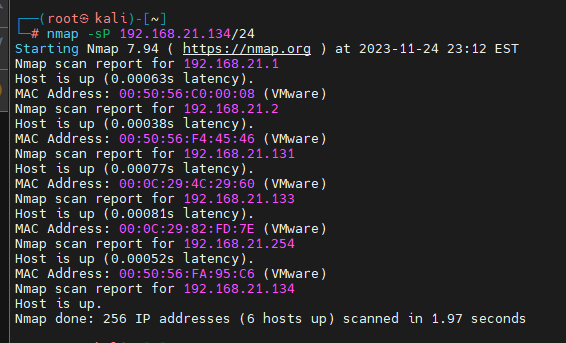 ┌──(root㉿ kali)-[~]
└─# nmap -sP 192.168.21.134/24
Starting Nmap 7.94 ( https://nmap.org ) at 2023-11-24 23:12 EST
Nmap scan report for 192.168.21.1
Host is up (0.00063s latency).
MAC Address: 00:50:56:C0:00:08 (VMware)
Nmap scan report for 192.168.21.2
Host is up (0.00038s latency).
MAC Address: 00:50:56:F4:45:46 (VMware)
Nmap scan report for 192.168.21.131
Host is up (0.00077s latency).
MAC Address: 00:0C:29:4C:29:60 (VMware)
Nmap scan report for 192.168.21.133
Host is up (0.00081s latency).
MAC Address: 00:0C:29:82:FD:7E (VMware)
Nmap scan report for 192.168.21.254
Host is up (0.00052s latency).
MAC Address: 00:50:56:FA:95:C6 (VMware)
Nmap scan report for 192.168.21.134
Host is up.
Nmap done: 256 IP addresses (6 hosts up) scanned in 1.97 seconds